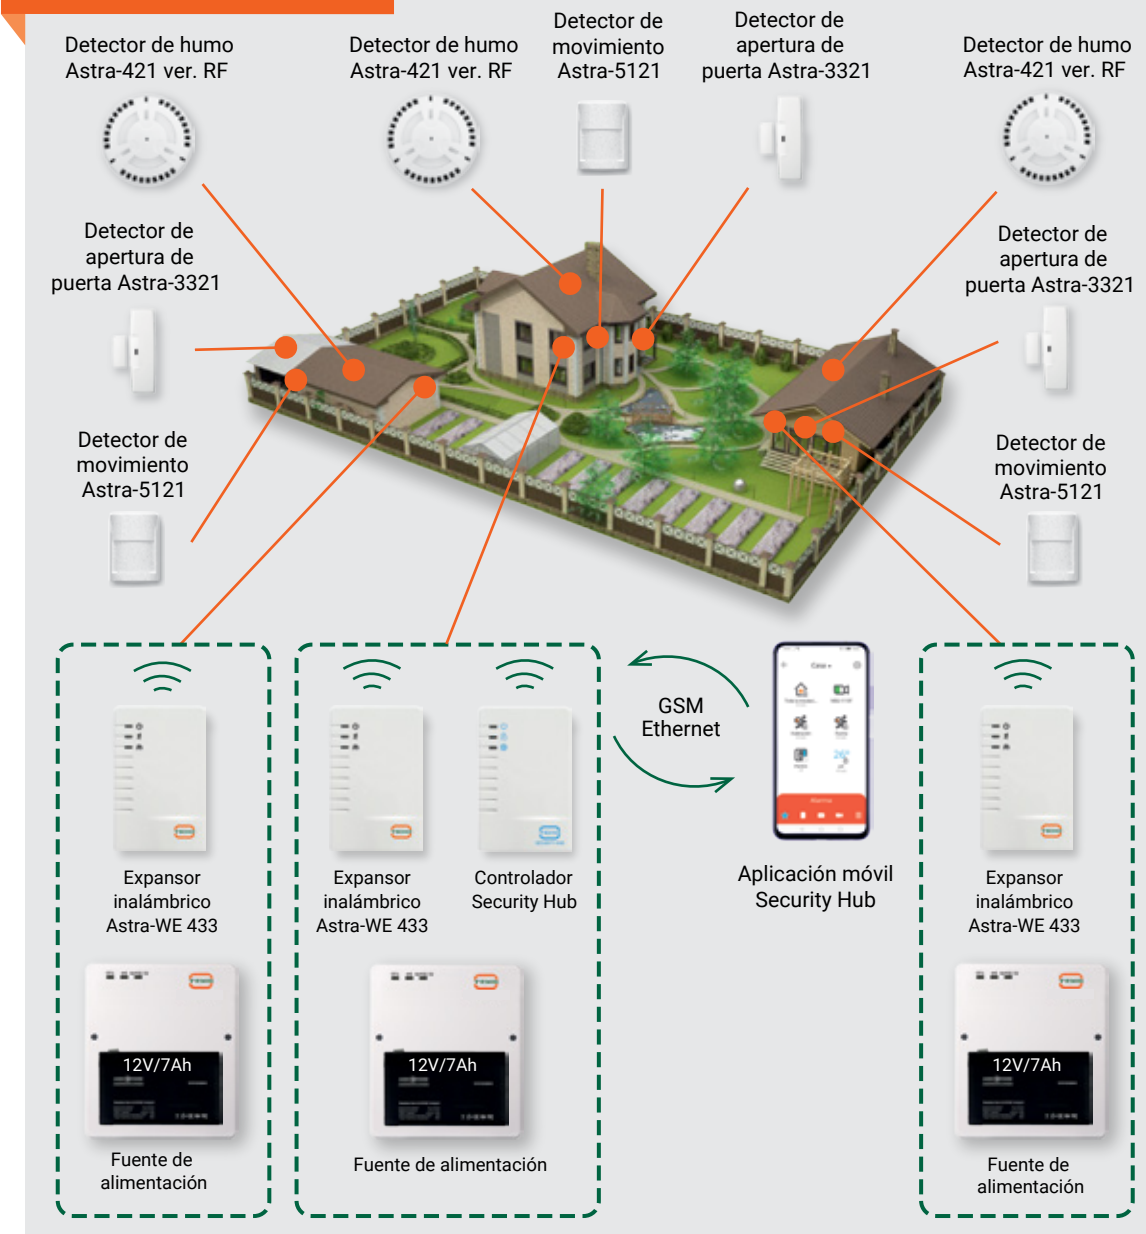 Detector de humo
Astra-421 ver. RF
Detector de humo
Astra-421 ver. RF
Detector de
movimiento
Astra-5121
Detector de
apertura de
puerta Astra-3321
Detector de humo
Astra-421 ver. RF
Detector de
apertura de
puerta Astra-3321
Detector de
apertura de
puerta Astra-3321
Detector de
movimiento
Astra-5121
Detector de
movimiento
Astra-5121
GSM
Ethernet
Casa
Alarma
Expansor
inalámbrico
Astra-WE 433
Expansor
inalámbrico
Astra-WE 433
Controlador
Security Hub
Aplicación móvil
Security Hub
Expansor
inalámbrico
Astra-WE 433
12V/7Ah
12V/7Ah
12V/7Ah
Fuente de
alimentación
Fuente de alimentación
Fuente de
alimentación